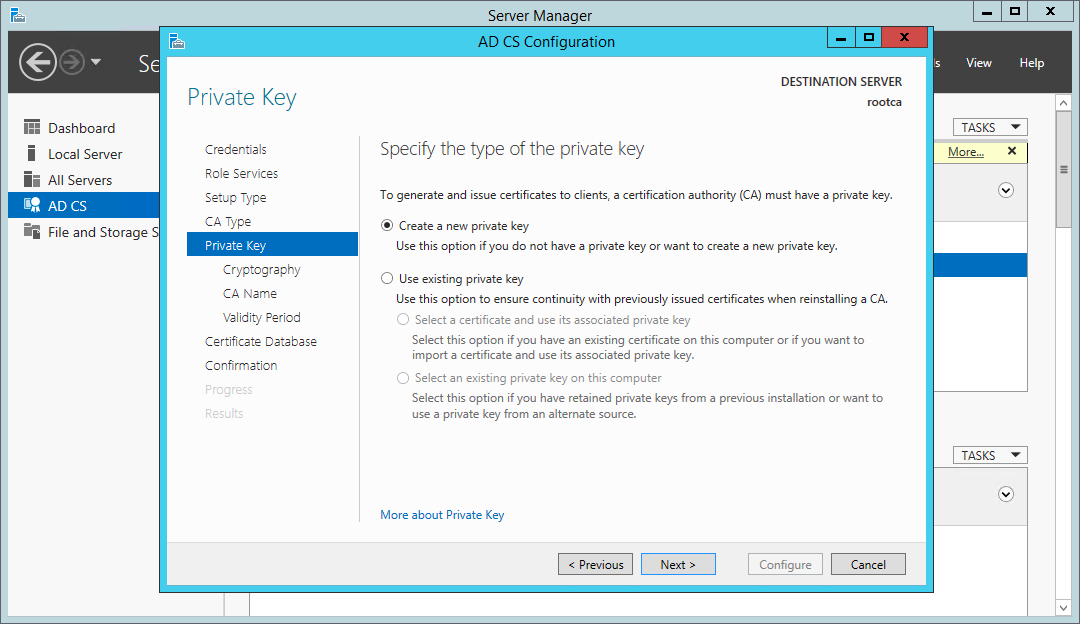 Server Manager
AD CS Configuration
View
Help
Dashboard
Local Server
All Servers
AD CS
File and Storage S
TASKS
More...
TASKS
Private Key
DESTINATION SERVER
rootca
Credentials
Role Services
Setup Type
CA Type
Private Key
Cryptography
CA Name
Validity Period
Certificate Database
Confirmation
Progress
Results
Specify the type of the private key
To generate and issue certificates to clients, a certification authority (CA) must have a private key.
Create a new private key
Use this option if you do not have a private key or want to create a new private key.
Use existing private key
Use this option to ensure continuity with previously issued certificates when reinstalling a CA.
Select a certificate and use its associated private key
Select this option if you have an existing certificate on this computer or if you want to
import a certificate and use its associated private key.
Select an existing private key on this computer
Select this option if you have retained private keys from a previous installation or want to
use a private key from an alternate source.
More about Private Key
< Previous
Next >
Configure
Cancel